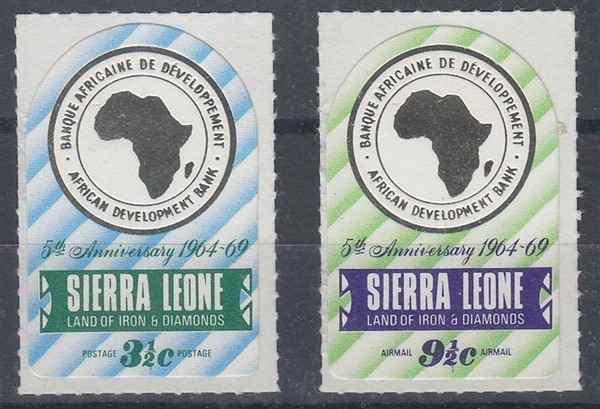 · BANQUE AFRICAINE DE DÉVELOPPEMENT ·
AFRICAN DEVELOPMENT BANK
5th Anniversary 1964-69
SIERRA LEONE
LAND OF IRON & DIAMONDS
POSTAGE 3½c POSTAGE
· BANQUE AFRICAINE DE DÉVELOPPEMENT ·
AFRICAN DEVELOPMENT BANK
5th Anniversary 1964-69
SIERRA LEONE
LAND OF IRON & DIAMONDS
AIRMAIL 9½c AIRMAIL